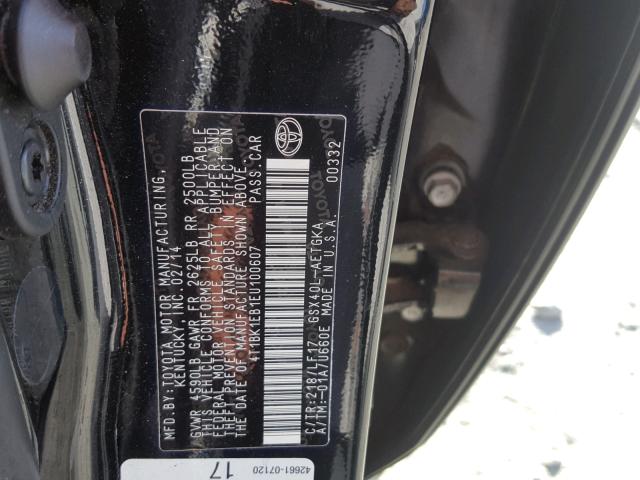 MFD.BY:TOYOTA MOTOR MANUFACTURING,
KENTUCKY, INC. 02/14
GVWR 4590LB GAWR FR 2625LB RR 2500LB
THIS VEHICLE CONFORMS TO ALL APPLICABLE
FEDERAL MOTOR VEHICLE SAFETY, BUMPER, AND
THEFT PREVENTION STANDARDS IN EFFECT ON
THE DATE OF MANUFACTURE SHOWN ABOVE.
4T1BK1EB1EU100607 PASS.CAR
C/TR:218/LF17 GSX40L-AETGKA
A/TM:-01A/U660E MADE IN U.S.A. 00332
TOYOTA
42661-07120
17